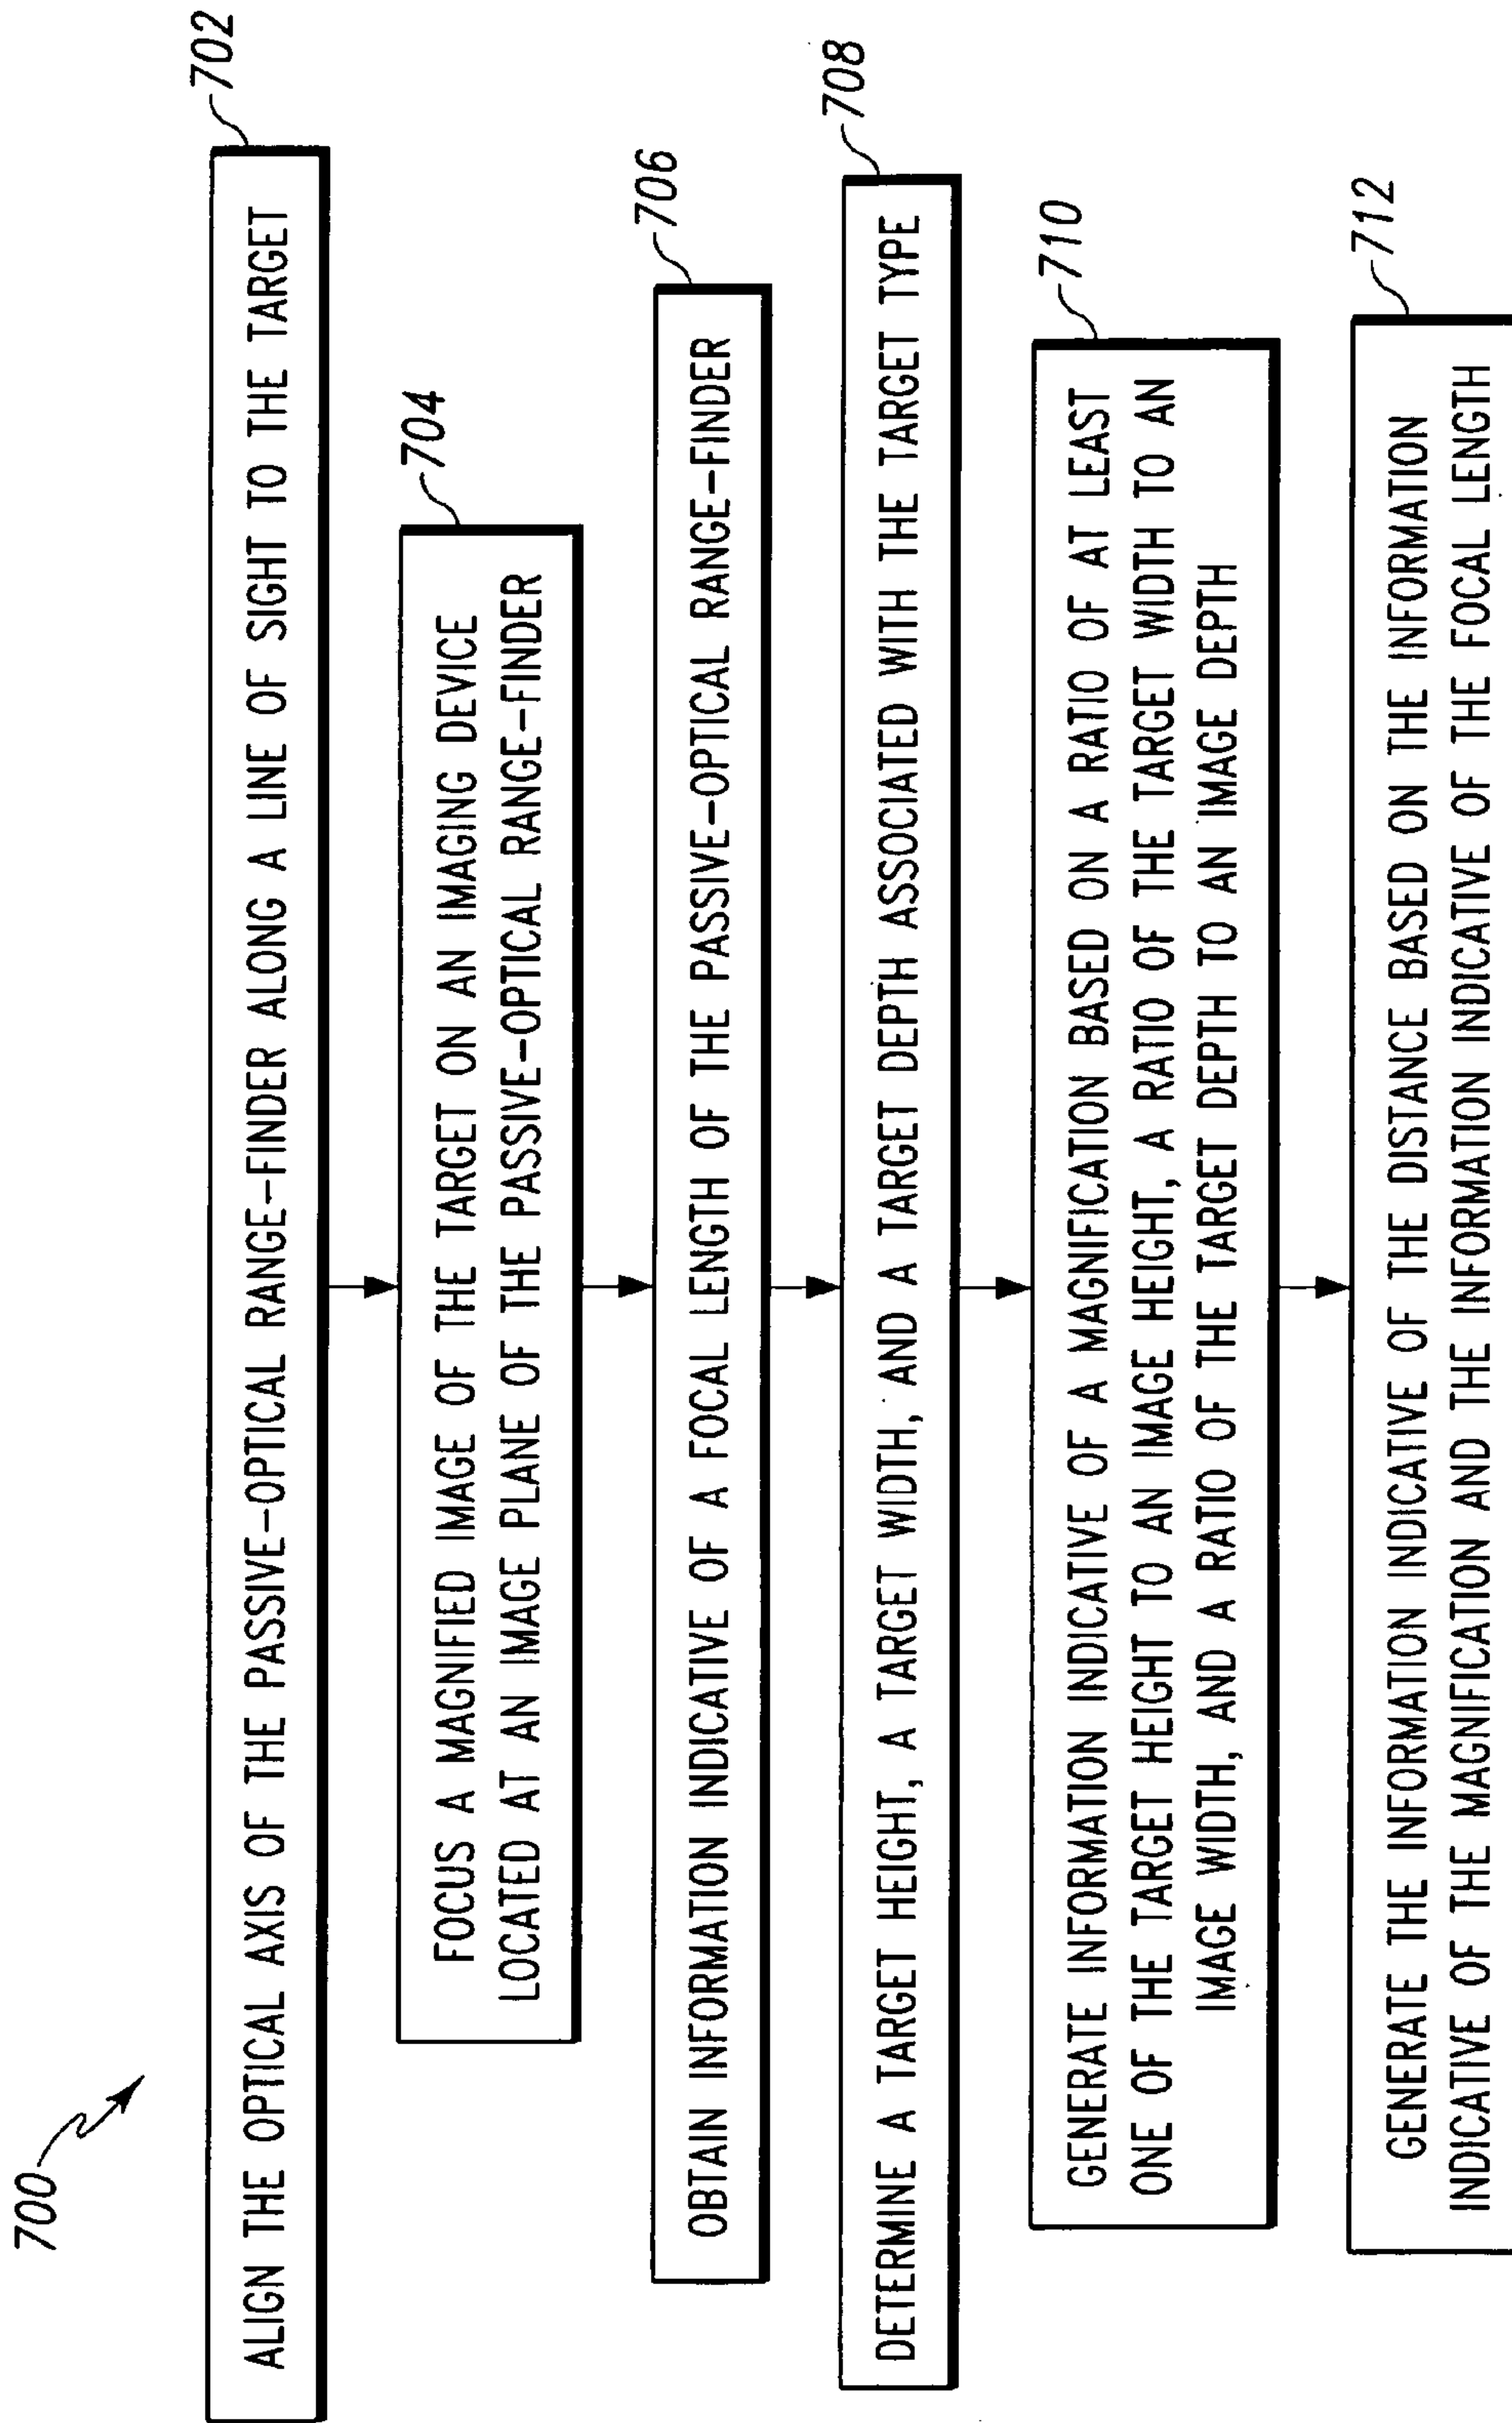 700
702
ALIGN THE OPTICAL AXIS OF THE PASSIVE-OPTICAL RANGE-FINDER ALONG A LINE OF SIGHT TO THE TARGET
704
FOCUS A MAGNIFIED IMAGE OF THE TARGET ON AN IMAGING DEVICE
LOCATED AT AN IMAGE PLANE OF THE PASSIVE-OPTICAL RANGE-FINDER
706
OBTAIN INFORMATION INDICATIVE OF A FOCAL LENGTH OF THE PASSIVE-OPTICAL RANGE-FINDER
708
DETERMINE A TARGET HEIGHT, A TARGET WIDTH, AND A TARGET DEPTH ASSOCIATED WITH THE TARGET TYPE
710
GENERATE INFORMATION INDICATIVE OF A MAGNIFICATION BASED ON A RATIO OF AT LEAST
ONE OF THE TARGET HEIGHT TO AN IMAGE HEIGHT, A RATIO OF THE TARGET WIDTH TO AN
IMAGE WIDTH, AND A RATIO OF THE TARGET DEPTH TO AN IMAGE DEPTH
712
GENERATE THE INFORMATION INDICATIVE OF THE DISTANCE BASED ON THE INFORMATION
INDICATIVE OF THE MAGNIFICATION AND THE INFORMATION INDICATIVE OF THE FOCAL LENGTH